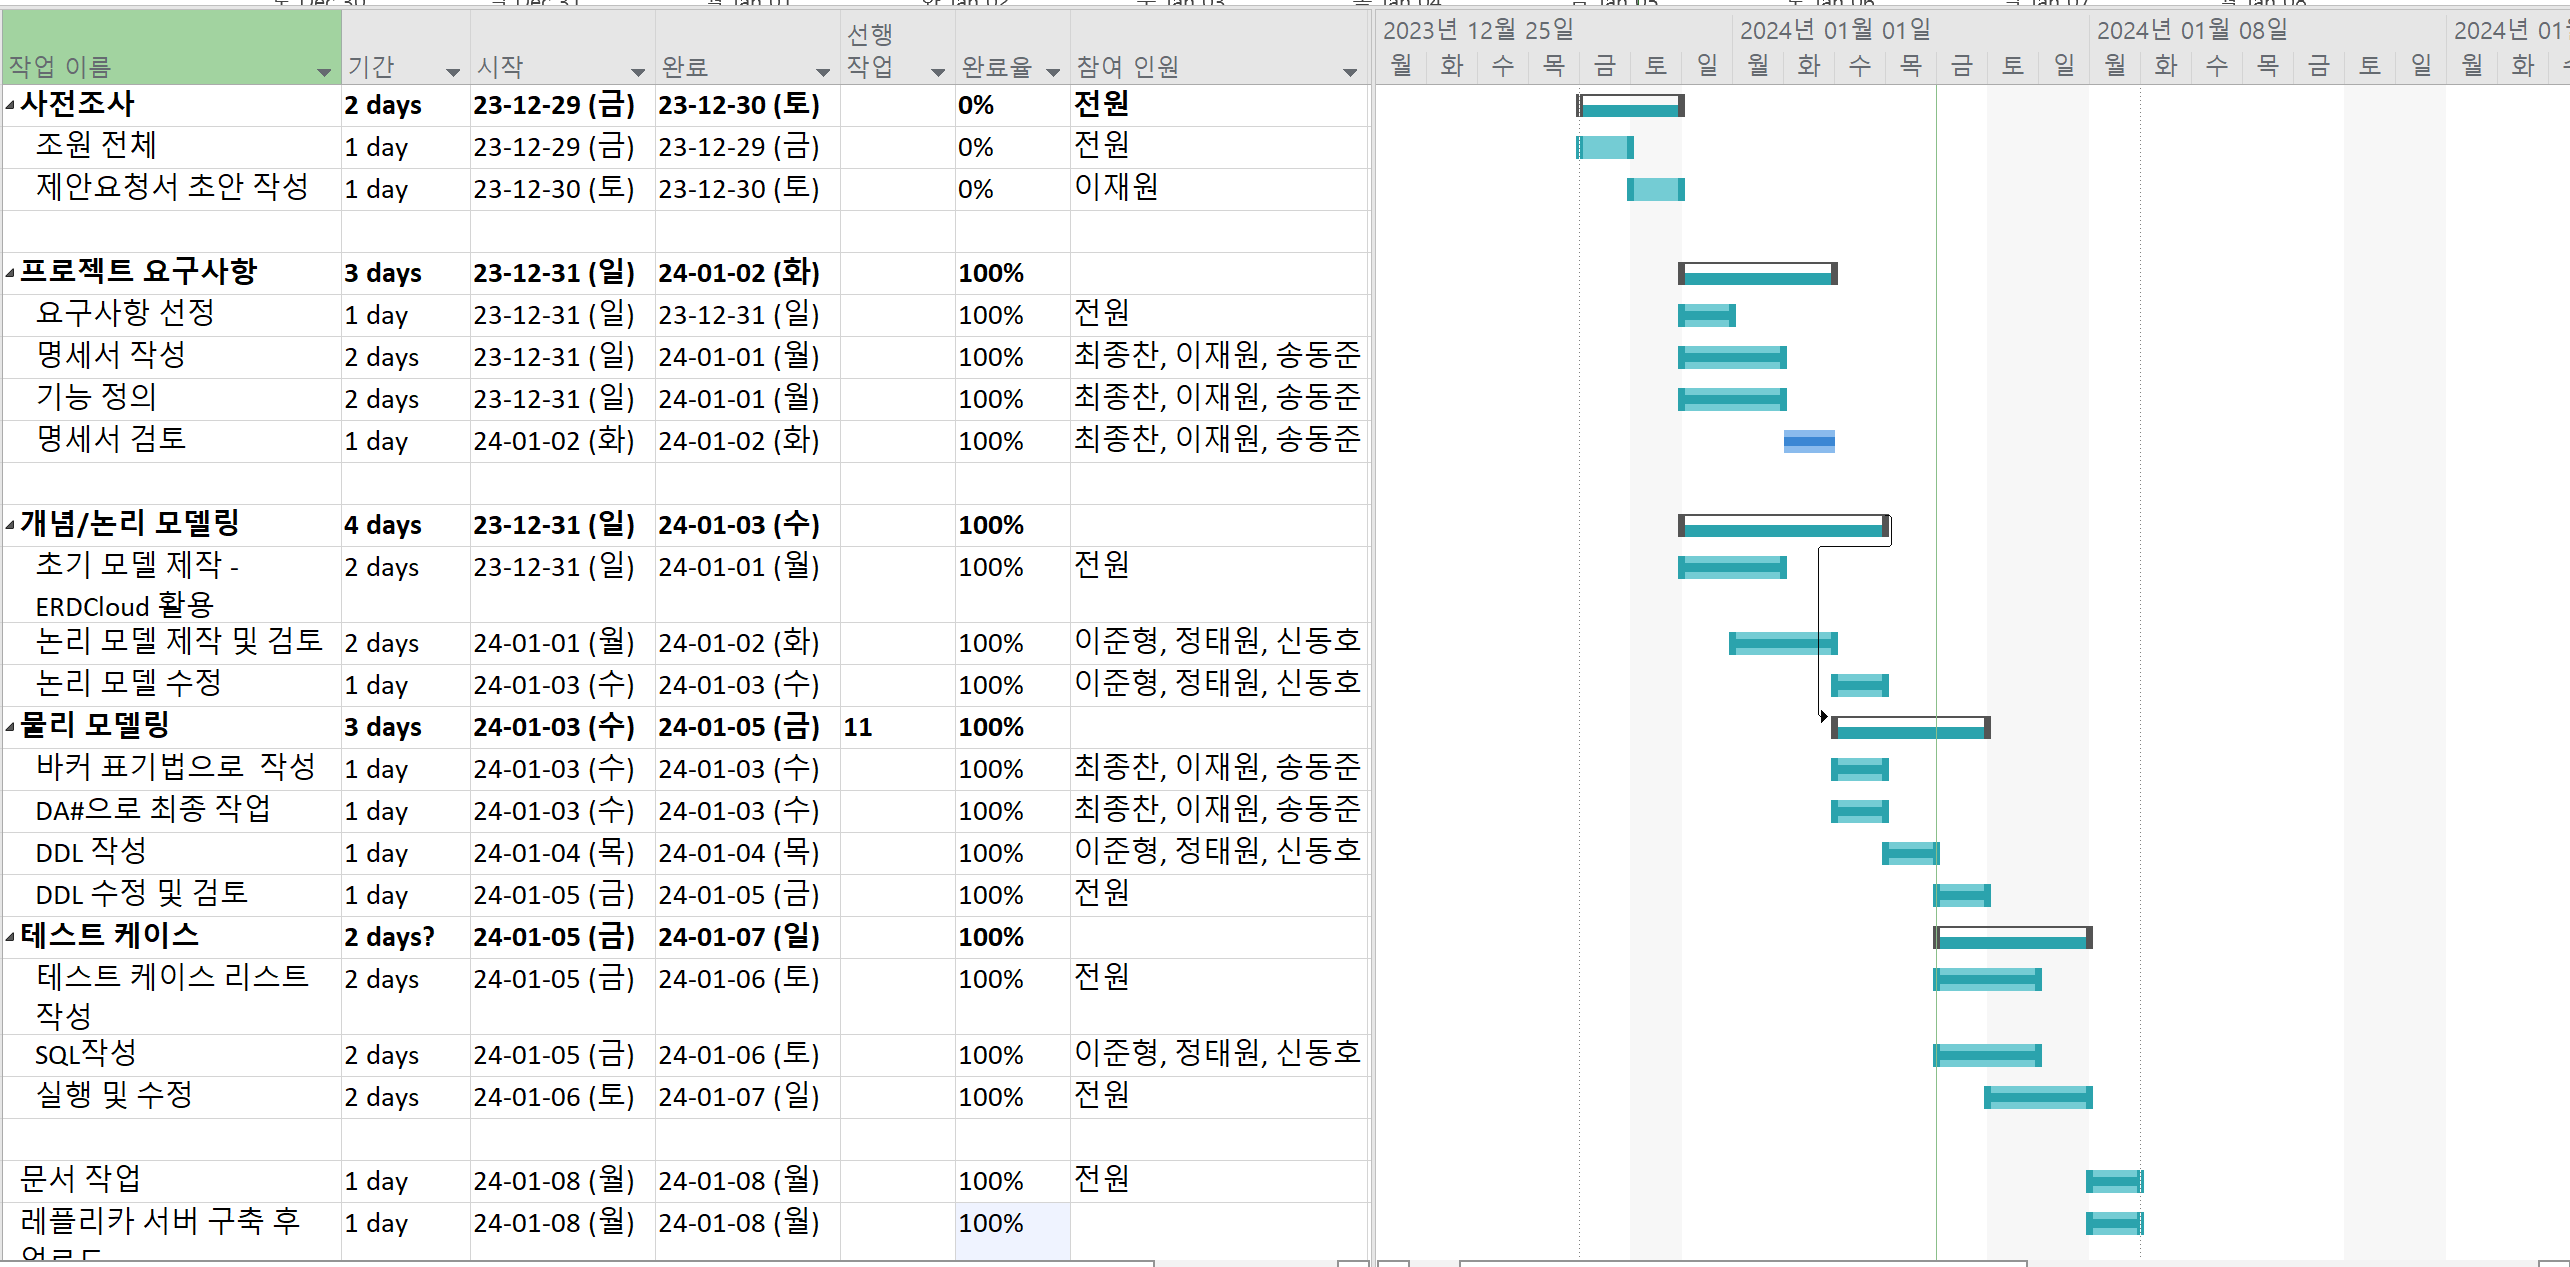 2023년 12월 25일 2024년 01월 01일 2024년 01월 08일 2024년 01
작업 이름 기간 시작 완료 선행 작업 완료율 참여 인원 월 화 수 목 금 토 일 월 화 수 목 금 토 일 월 화 수 목 금 토 일 월 화
사전조사 2 days 23-12-29 (금) 23-12-30 (토) 0% 전원
조원 전체 1 day 23-12-29 (금) 23-12-29 (금) 0% 전원
제안요청서 초안 작성 1 day 23-12-30 (토) 23-12-30 (토) 0% 이재원
프로젝트 요구사항 3 days 23-12-31 (일) 24-01-02 (화) 100%
요구사항 선정 1 day 23-12-31 (일) 23-12-31 (일) 100% 전원
명세서 작성 2 days 23-12-31 (일) 24-01-01 (월) 100% 최종찬, 이재원, 송동준
기능 정의 2 days 23-12-31 (일) 24-01-01 (월) 100% 최종찬, 이재원, 송동준
명세서 검토 1 day 24-01-02 (화) 24-01-02 (화) 100% 최종찬, 이재원, 송동준
개념/논리 모델링 4 days 23-12-31 (일) 24-01-03 (수) 100%
초기 모델 제작 - 2 days 23-12-31 (일) 24-01-01 (월) 100% 전원
ERDCloud 활용
논리 모델 제작 및 검토 2 days 24-01-01 (월) 24-01-02 (화) 100% 이준형, 정태원, 신동호
논리 모델 수정 1 day 24-01-03 (수) 24-01-03 (수) 100% 이준형, 정태원, 신동호
물리 모델링 3 days 24-01-03 (수) 24-01-05 (금) 11 100%
바커 표기법으로 작성 1 day 24-01-03 (수) 24-01-03 (수) 100% 최종찬, 이재원, 송동준
DA#으로 최종 작업 1 day 24-01-03 (수) 24-01-03 (수) 100% 최종찬, 이재원, 송동준
DDL 작성 1 day 24-01-04 (목) 24-01-04 (목) 100% 이준형, 정태원, 신동호
DDL 수정 및 검토 1 day 24-01-05 (금) 24-01-05 (금) 100% 전원
테스트 케이스 2 days? 24-01-05 (금) 24-01-07 (일) 100%
테스트 케이스 리스트 2 days 24-01-05 (금) 24-01-06 (토) 100% 전원
작성
SQL작성 2 days 24-01-05 (금) 24-01-06 (토) 100% 이준형, 정태원, 신동호
실행 및 수정 2 days 24-01-06 (토) 24-01-07 (일) 100% 전원
문서 작업 1 day 24-01-08 (월) 24-01-08 (월) 100% 전원
레플리카 서버 구축 후 1 day 24-01-08 (월) 24-01-08 (월) 100%